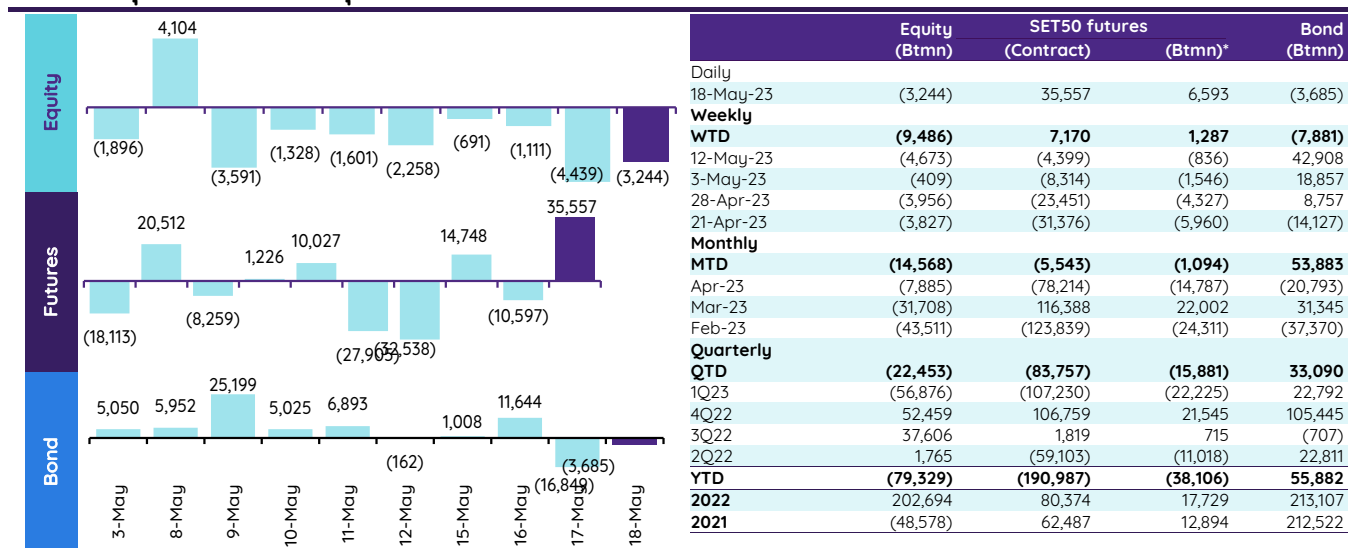 Equity
4,104
(1,896)
(3,591)
(1,328)
(1,601)
(2,258)
(691)
(1,111)
(4,439)
(3,244)
Futures
35,557
20,512
1,226
10,027
14,748
(18,113)
(8,259)
(27,905)
(32,538)
(10,597)
Bond
5,050
5,952
25,199
5,025
6,893
(162)
1,008
11,644
(16,849)
(3,685)
3-May
8-May
9-May
10-May
11-May
12-May
15-May
16-May
17-May
18-May
Equity SET50 futures Bond
(Btmn) (Contract) (Btmn)* (Btmn)
Daily
18-May-23 (3,244) 35,557 6,593 (3,685)
Weekly
WTD (9,486) 7,170 1,287 (7,881)
12-May-23 (4,673) (4,399) (836) 42,908
3-May-23 (409) (8,314) (1,546) 18,857
28-Apr-23 (3,956) (23,451) (4,327) 8,757
21-Apr-23 (3,827) (31,376) (5,960) (14,127)
Monthly
MTD (14,568) (5,543) (1,094) 53,883
Apr-23 (7,885) (78,214) (14,787) (20,793)
Mar-23 (31,708) 116,388 22,002 31,345
Feb-23 (43,511) (123,839) (24,311) (37,370)
Quarterly
QTD (22,453) (83,757) (15,881) 33,090
1Q23 (56,876) (107,230) (22,225) 22,792
4Q22 52,459 106,759 21,545 105,445
3Q22 37,606 1,819 715 (707)
2Q22 1,765 (59,103) (11,018) 22,811
YTD (79,329) (190,987) (38,106) 55,882
2022 202,694 80,374 17,729 213,107
2021 (48,578) 62,487 12,894 212,522